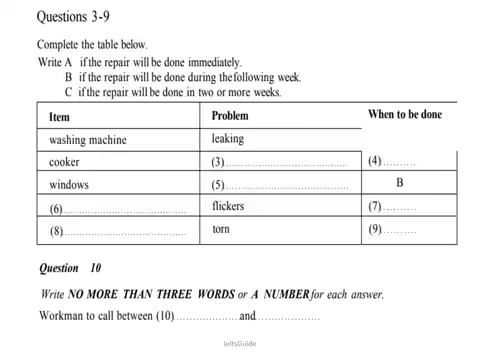 Questions 3-9
Complete the table below.
Write A if the repair will be done immediately.
B if the repair will be done during thefollowing week.
C if the repair will be done in two or more weeks.
Item Problem When to be done
washing machine leaking
cooker (3)........................................ (4)..........
windows (5)........................................ B
(6)........................................ flickers (7)..........
(8)........................................ torn (9)..........
Question 10
Write NO MORE THAN THREE WORDS or A NUMBER for each answer.
Workman to call between (10)....................and....................
IeltsGuide